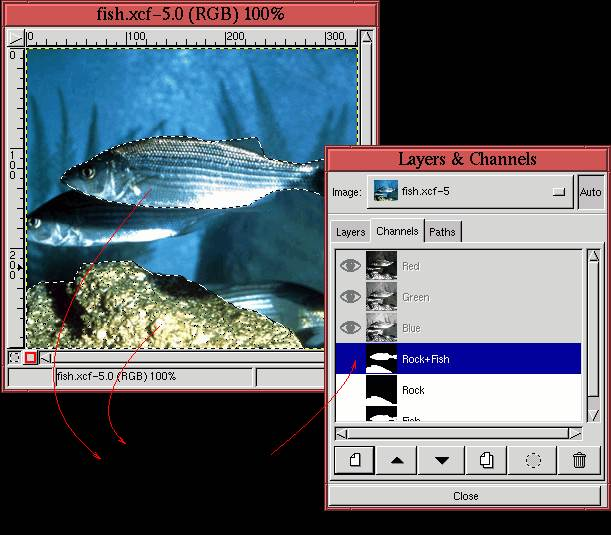 fish.xcf-5.0 (RGB) 100%
0 100 200 300
0
100
200
fish.xcf-5.0 (RGB) 100%
Layers & Channels
Image: fish.xcf-5 Auto
Layers Channels Paths
Red
Green
Blue
Rock+Fish
Rock
Fish
Close